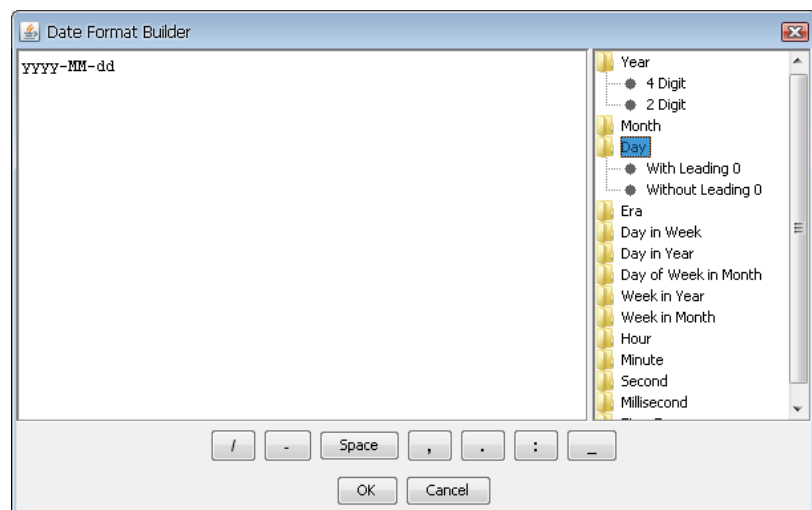 Date Format Builder
yyyy-MM-dd
Year
4 Digit
2 Digit
Month
Day
With Leading 0
Without Leading 0
Era
Day in Week
Day in Year
Day of Week in Month
Week in Year
Week in Month
Hour
Minute
Second
Millisecond
/ - Space , . : _
OK Cancel